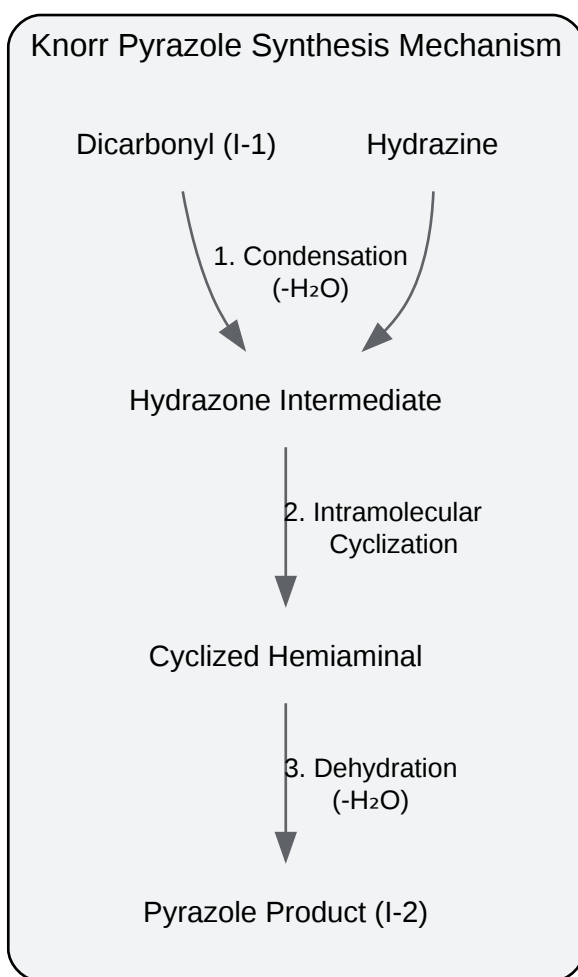 Knorr Pyrazole Synthesis Mechanism
Dicarbonyl (I-1)
Hydrazine
1. Condensation
(-H₂O)
Hydrazone Intermediate
2. Intramolecular
Cyclization
Cyclized Hemiaminal
3. Dehydration
(-H₂O)
Pyrazole Product (I-2)